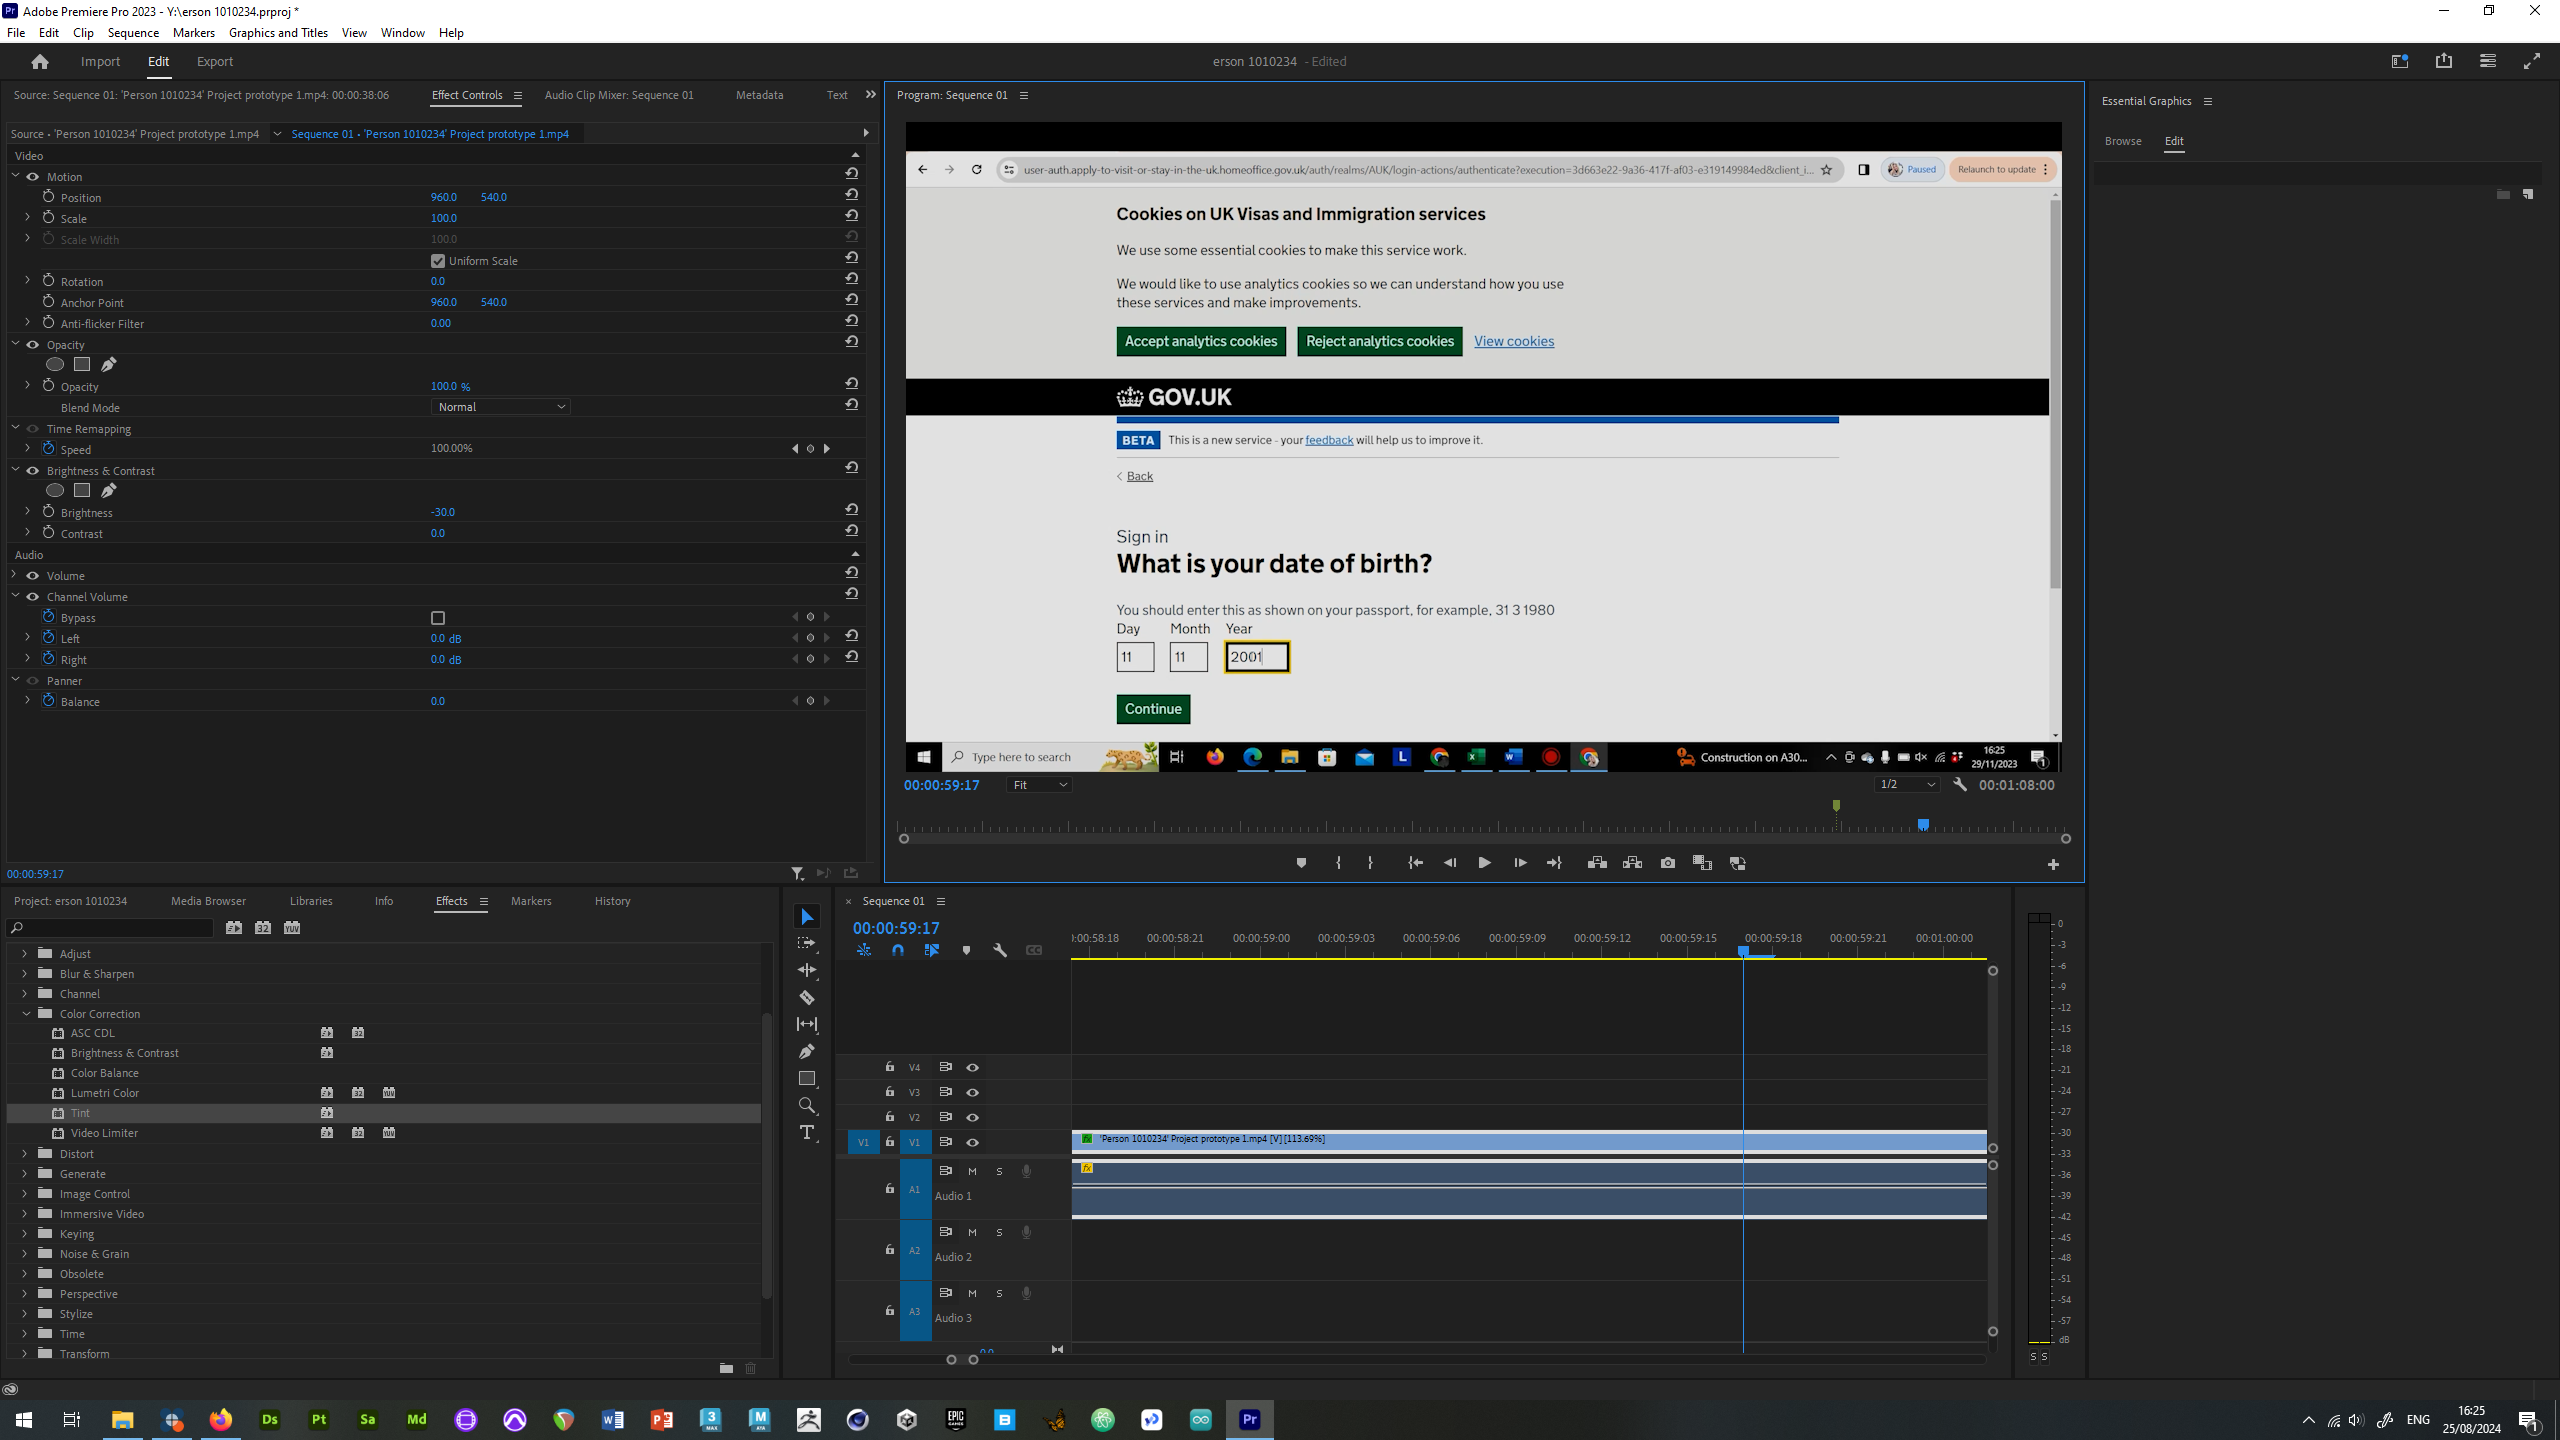 Adobe Premiere Pro 2023 - Y:\erson 1010234.prproj *
File Edit Clip Sequence Markers Graphics and Titles View Window Help
Import Edit Export
erson 1010234 - Edited
Source: Sequence 01: 'Person 1010234' Project prototype 1.mp4: 00:00:38:06
Effect Controls
Audio Clip Mixer: Sequence 01
Metadata
Text
Source • 'Person 1010234' Project prototype 1.mp4
Sequence 01 • 'Person 1010234' Project prototype 1.mp4
Video
Motion
Position 960.0 540.0
Scale 100.0
Scale Width 100.0
Uniform Scale
Rotation 0.0
Anchor Point 960.0 540.0
Anti-flicker Filter 0.00
Opacity
Opacity 100.0 %
Blend Mode Normal
Time Remapping
Speed 100.00%
Brightness & Contrast
Brightness -30.0
Contrast 0.0
Audio
Volume
Channel Volume
Bypass
Left 0.0 dB
Right 0.0 dB
Panner
Balance 0.0
00:00:59:17
Program: Sequence 01
user-auth.apply-to-visit-or-stay-in-the-uk.homeoffice.gov.uk/auth/realms/AUK/login-actions/authenticate?execution=3d663e22-9a36-417f-af03-e319149984ed&client_i...
Paused
Relaunch to update
Cookies on UK Visas and Immigration services
We use some essential cookies to make this service work.
We would like to use analytics cookies so we can understand how you use
these services and make improvements.
Accept analytics cookies Reject analytics cookies View cookies
GOV.UK
BETA This is a new service - your feedback will help us to improve it.
Back
Sign in
What is your date of birth?
You should enter this as shown on your passport, for example, 31 3 1980
Day Month Year
11 11 2001
Continue
Type here to search
L
Construction on A30...
16:25
29/11/2023
1
00:00:59:17 Fit 1/2 00:01:08:00
Essential Graphics
Browse Edit
Project: erson 1010234
Media Browser
Libraries
Info
Effects
Markers
History
32 YUV
Adjust
Blur & Sharpen
Channel
Color Correction
ASC CDL
Brightness & Contrast
Color Balance
Lumetri Color
Tint
Video Limiter
Distort
Generate
Image Control
Immersive Video
Keying
Noise & Grain
Obsolete
Perspective
Stylize
Time
Transform
Sequence 01
00:00:59:17
:00:58:18 00:00:58:21 00:00:59:00 00:00:59:03 00:00:59:06 00:00:59:09 00:00:59:12 00:00:59:15 00:00:59:18 00:00:59:21 00:01:00:00
V4
V3
V2
V1 V1
fx 'Person 1010234' Project prototype 1.mp4 [V] [113.69%]
A1 M S
fx
Audio 1
A2 M S
Audio 2
A3 M S
Audio 3
0.0
0
-3
-6
-9
-12
-15
-18
-21
-24
-27
-30
-33
-36
-39
-42
-45
-48
-51
-54
-57
dB
S S
Ds Pt Sa Md
3 MAX
M AYA
EPIC GAMES
B
Pr
ENG
16:25
25/08/2024
1